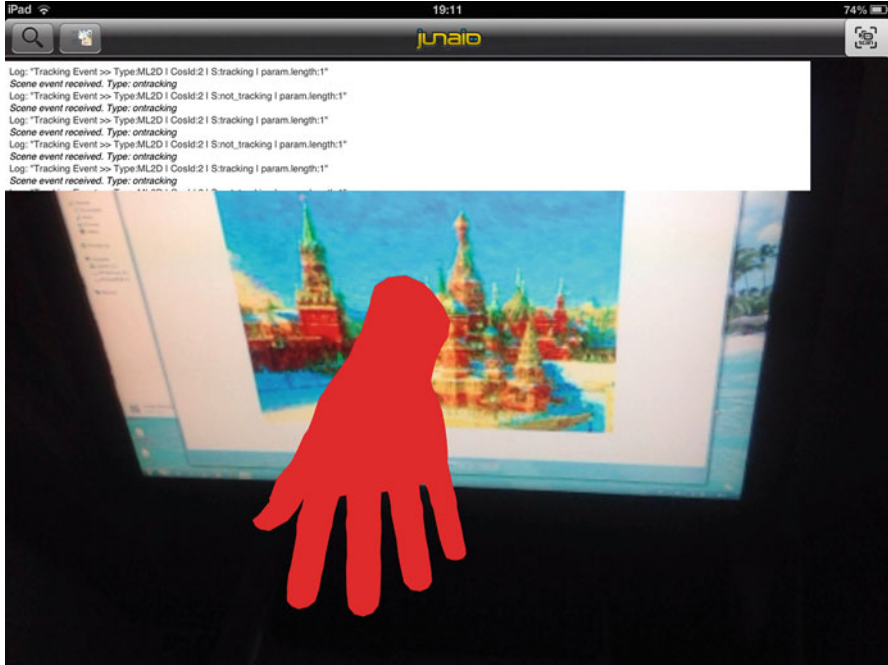 iPad 19:11 74%
junaio scan
Log: "Tracking Event >> Type:ML2D | CosId:2 | S:tracking | param.length:1"
Scene event received. Type: ontracking
Log: "Tracking Event >> Type:ML2D | CosId:2 | S:not_tracking | param.length:1"
Scene event received. Type: ontracking
Log: "Tracking Event >> Type:ML2D | CosId:2 | S:tracking | param.length:1"
Scene event received. Type: ontracking
Log: "Tracking Event >> Type:ML2D | CosId:2 | S:not_tracking | param.length:1"
Scene event received. Type: ontracking
Log: "Tracking Event >> Type:ML2D | CosId:2 | S:tracking | param.length:1"
Scene event received. Type: ontracking